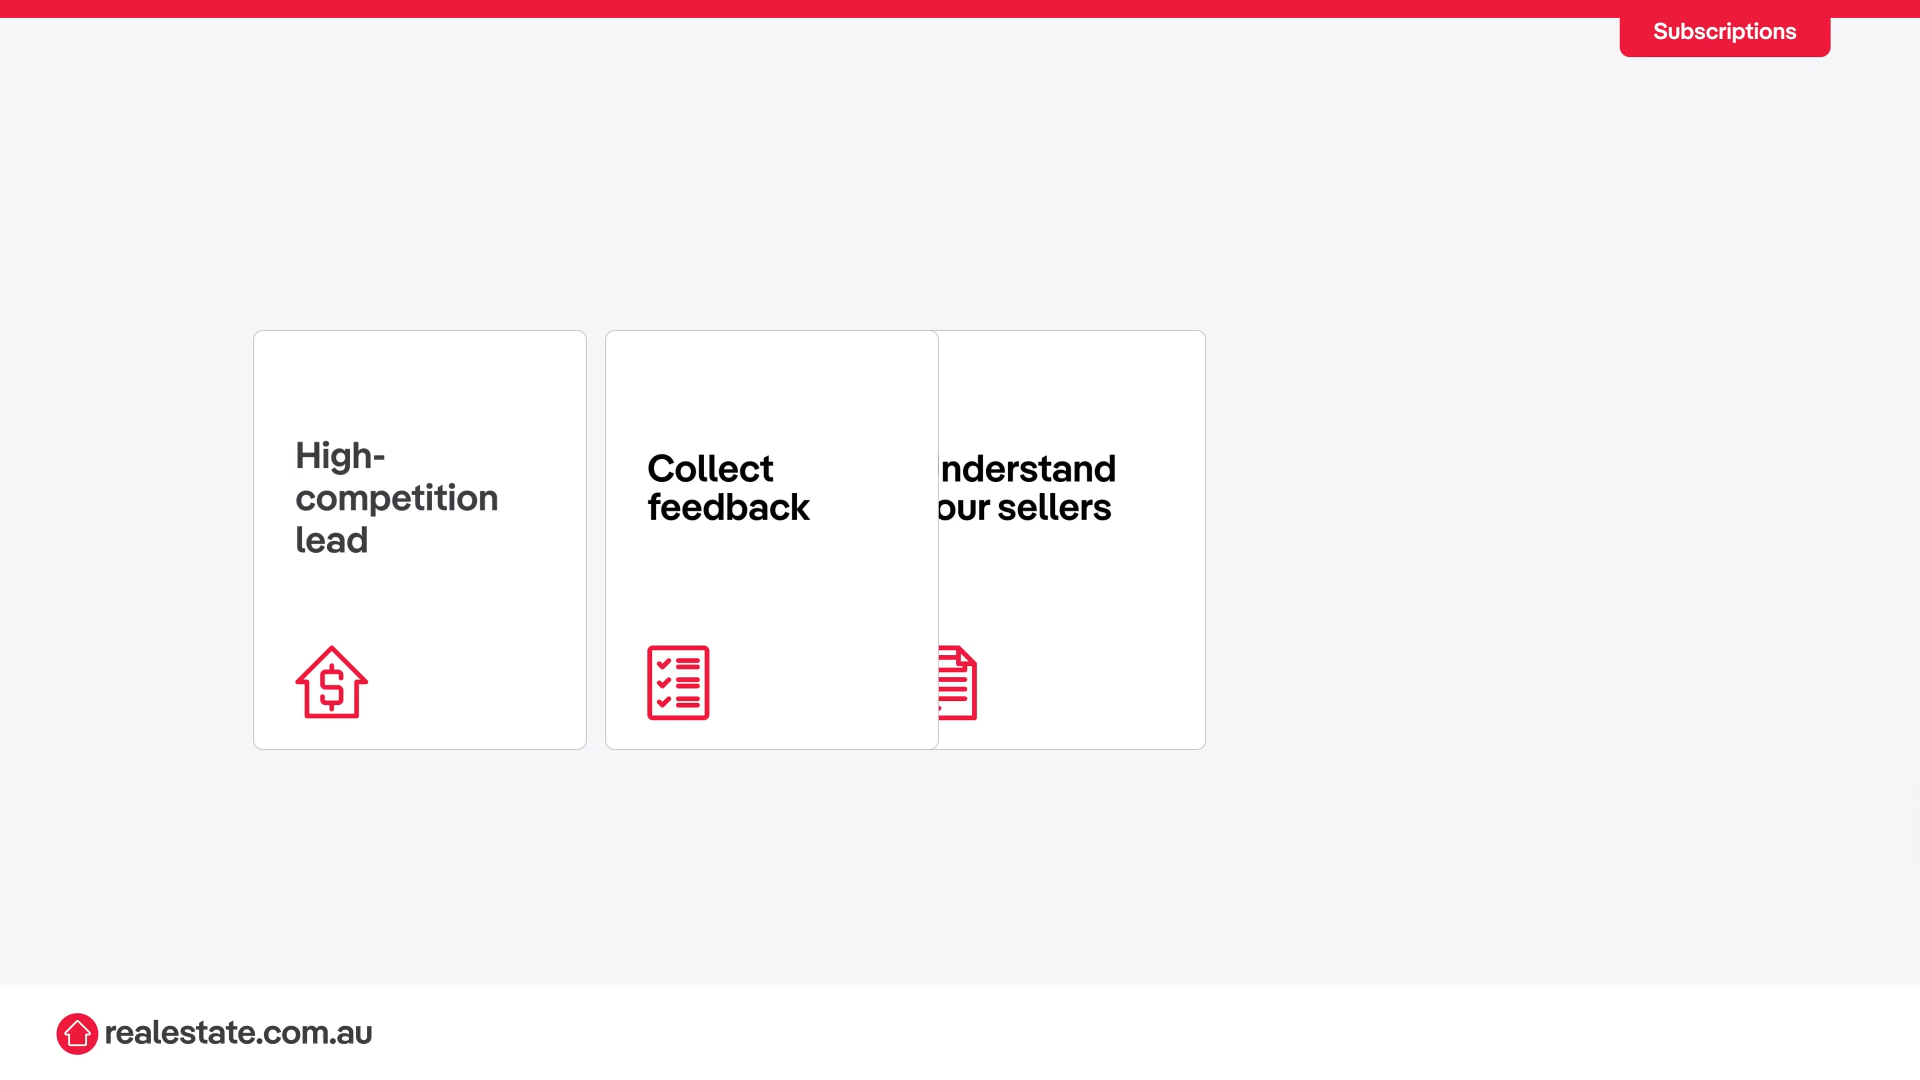 Subscriptions
High-
competition
lead
Collect
feedback
nderstand
our sellers
realestate.com.au